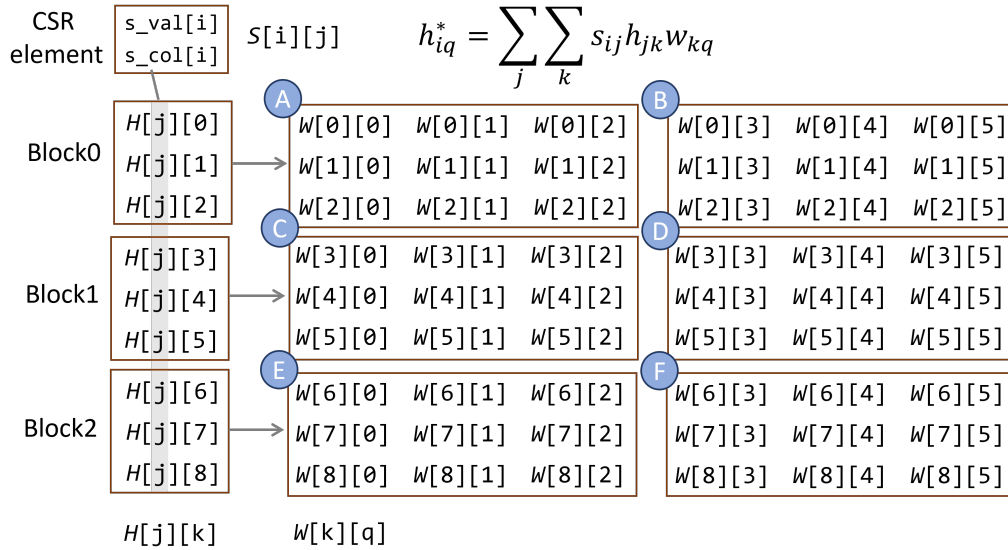 CSR
element
s_val[i]
s_col[i]
S[i][j]
h*iq = ∑j ∑k sij hjk wkq
Block0
H[j][0]
H[j][1]
H[j][2]
A
W[0][0] W[0][1] W[0][2]
W[1][0] W[1][1] W[1][2]
W[2][0] W[2][1] W[2][2]
B
W[0][3] W[0][4] W[0][5]
W[1][3] W[1][4] W[1][5]
W[2][3] W[2][4] W[2][5]
Block1
H[j][3]
H[j][4]
H[j][5]
C
W[3][0] W[3][1] W[3][2]
W[4][0] W[4][1] W[4][2]
W[5][0] W[5][1] W[5][2]
D
W[3][3] W[3][4] W[3][5]
W[4][3] W[4][4] W[4][5]
W[5][3] W[5][4] W[5][5]
Block2
H[j][6]
H[j][7]
H[j][8]
E
W[6][0] W[6][1] W[6][2]
W[7][0] W[7][1] W[7][2]
W[8][0] W[8][1] W[8][2]
F
W[6][3] W[6][4] W[6][5]
W[7][3] W[7][4] W[7][5]
W[8][3] W[8][4] W[8][5]
H[j][k]
W[k][q]